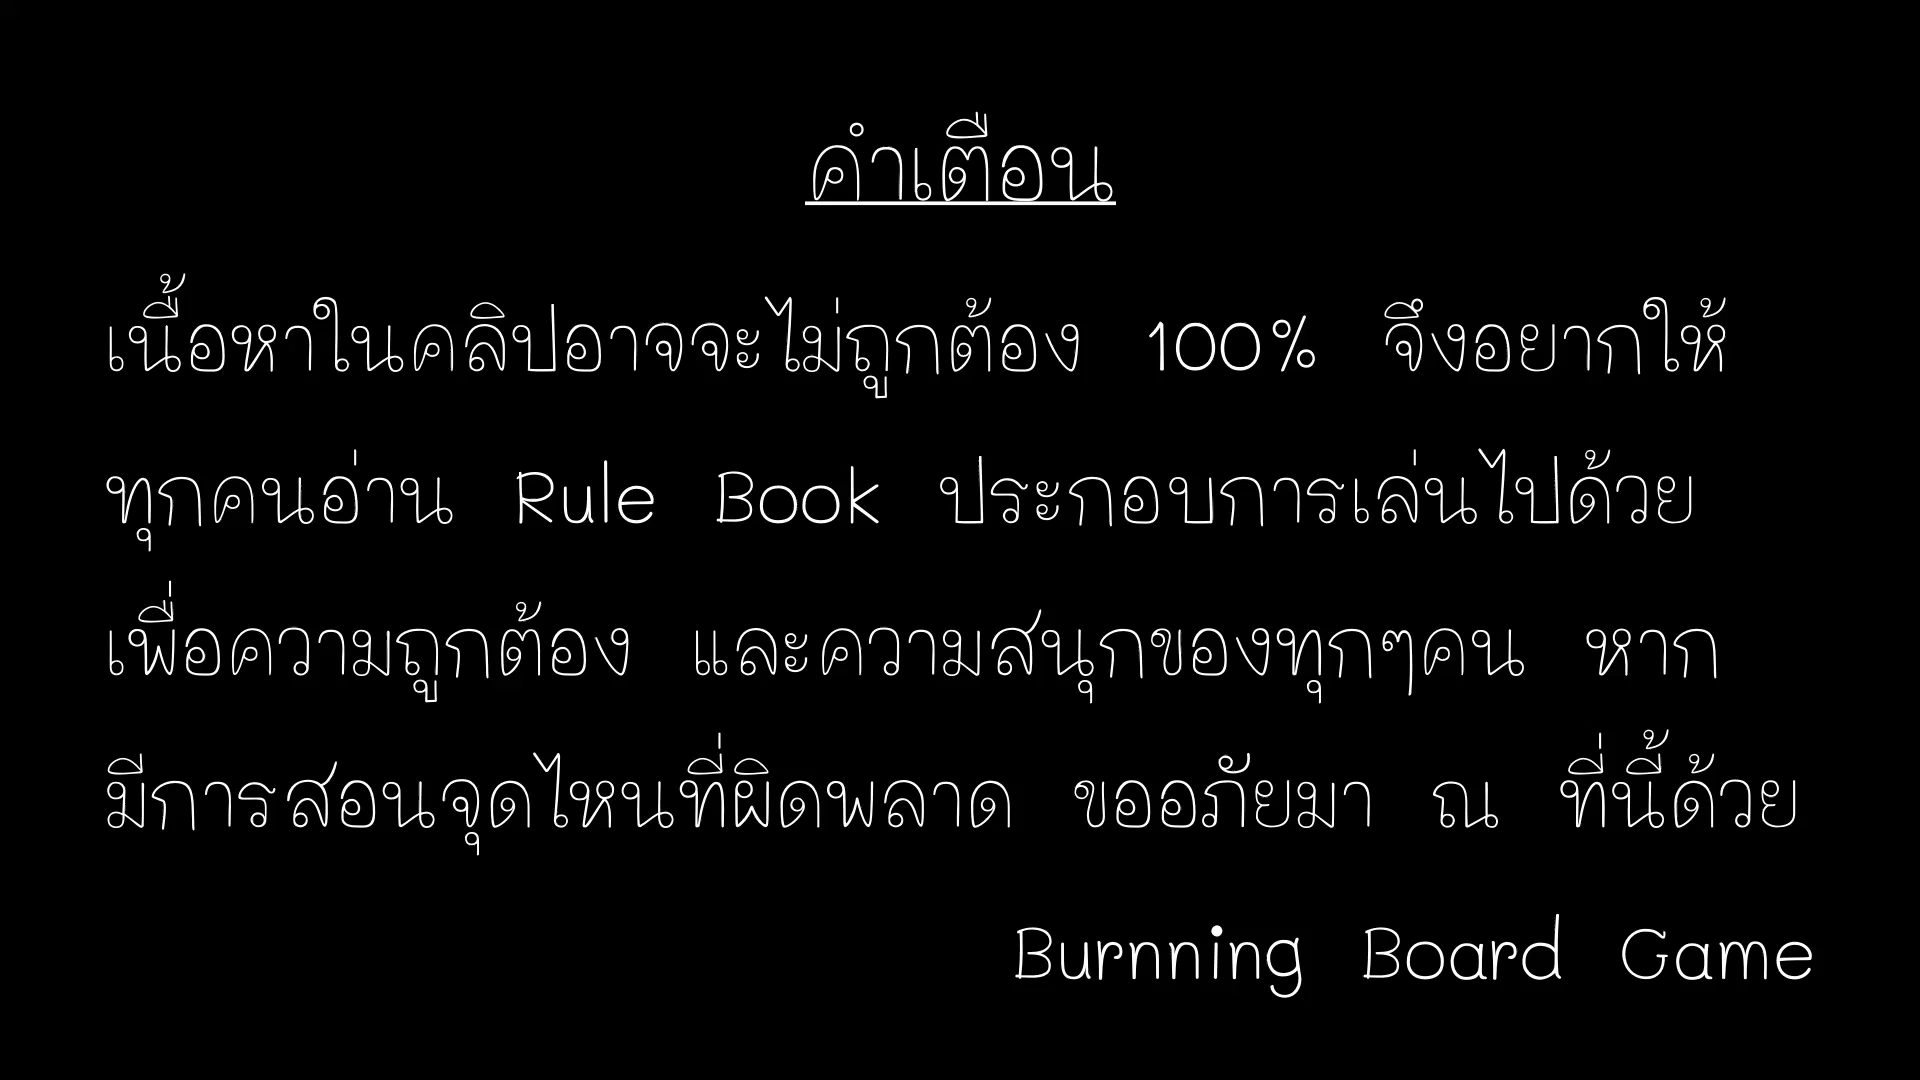 คำเตือน
เนื้อหาในคลิปอาจจะไม่ถูกต้อง 100% จึงอยากให้
ทุกคนอ่าน Rule Book ประกอบการเล่นไปด้วย
เพื่อความถูกต้อง และความสนุกของทุกๆคน หาก
มีการสอนจุดไหนที่ผิดพลาด ขออภัยมา ณ ที่นี้ด้วย
Burnning Board Game